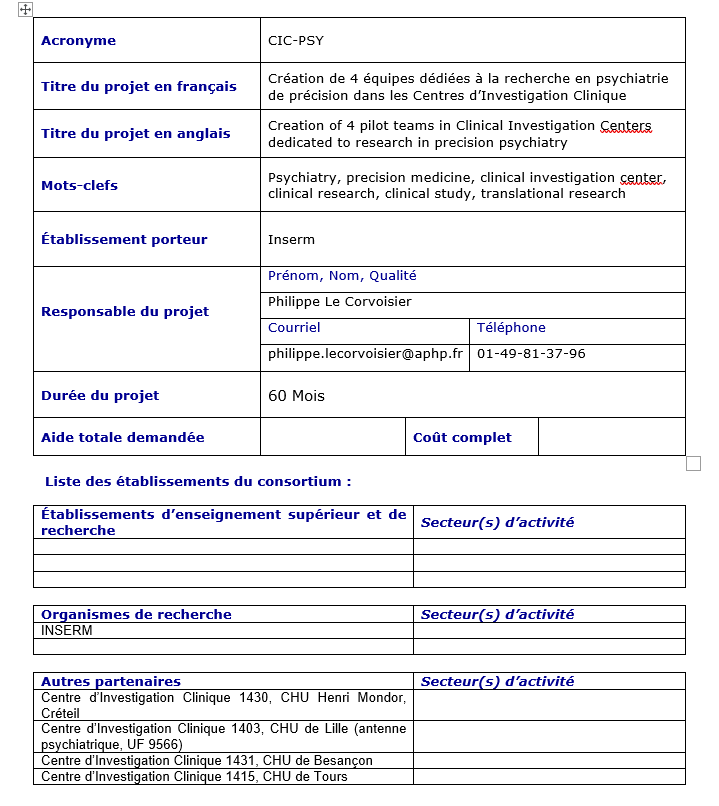 Acronyme
CIC-PSY
Titre du projet en français
Création de 4 équipes dédiées à la recherche en psychiatrie
de précision dans les Centres d'Investigation Clinique
Titre du projet en anglais
Creation of 4 pilot teams in Clinical Investigation Centers
dedicated to research in precision psychiatry
Mots-clefs
Psychiatry, precision medicine, clinical investigation center,
clinical research, clinical study, translational research
Établissement porteur
Inserm
Responsable du projet
Prénom, Nom, Qualité
Philippe Le Corvoisier
Courriel
Téléphone
philippe.lecorvoisier@aphp.fr
01-49-81-37-96
Durée du projet
60 Mois
Aide totale demandée
Coût complet
Liste des établissements du consortium :
Établissements d'enseignement supérieur et de
recherche
Secteur(s) d'activité
Organismes de recherche
Secteur(s) d'activité
INSERM
Autres partenaires
Secteur(s) d'activité
Centre d'Investigation Clinique 1430, CHU Henri Mondor,
Créteil
Centre d'Investigation Clinique 1403, CHU de Lille (antenne
psychiatrique, UF 9566)
Centre d'Investigation Clinique 1431, CHU de Besançon
Centre d'Investigation Clinique 1415, CHU de Tours